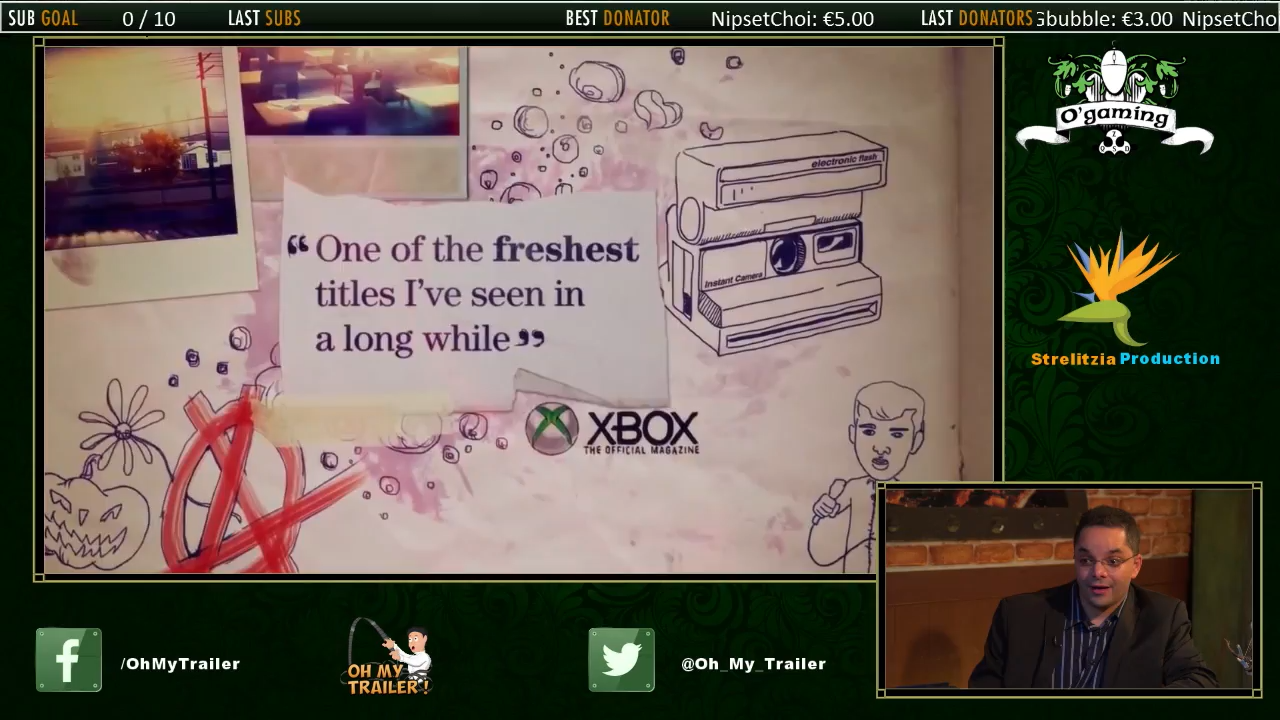 SUB GOAL 0 / 10 LAST SUBS BEST DONATOR NipsetChoi: €5.00 LAST DONATORS bubble: €3.00 NipsetCho
O'gaming
electronic flash
“One of the freshest
titles I've seen in
a long while”
Instant Camera
Strelitzia Production
XBOX
THE OFFICIAL MAGAZINE
/OhMyTrailer
OH MY
TRAILER!
@Oh_My_Trailer